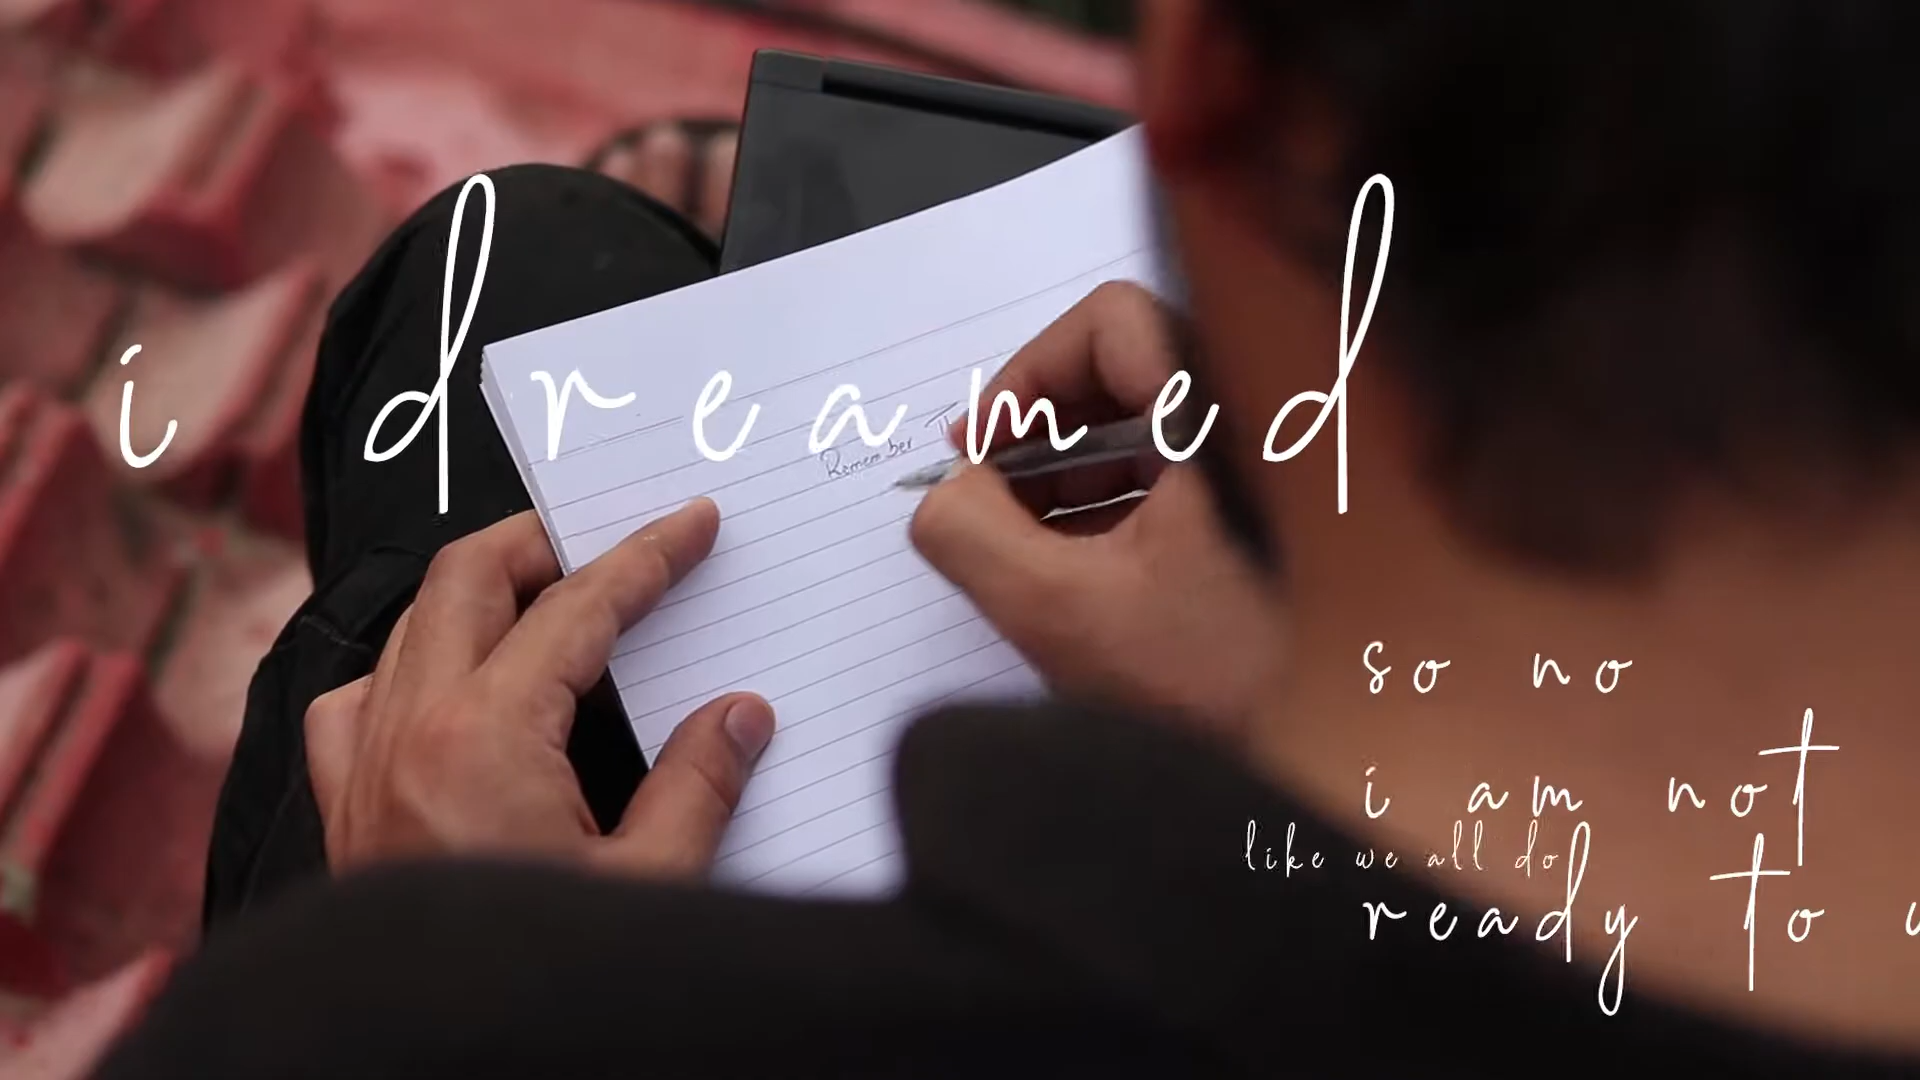 i dreamed
Remember
so no
i am not
like we all do
ready to